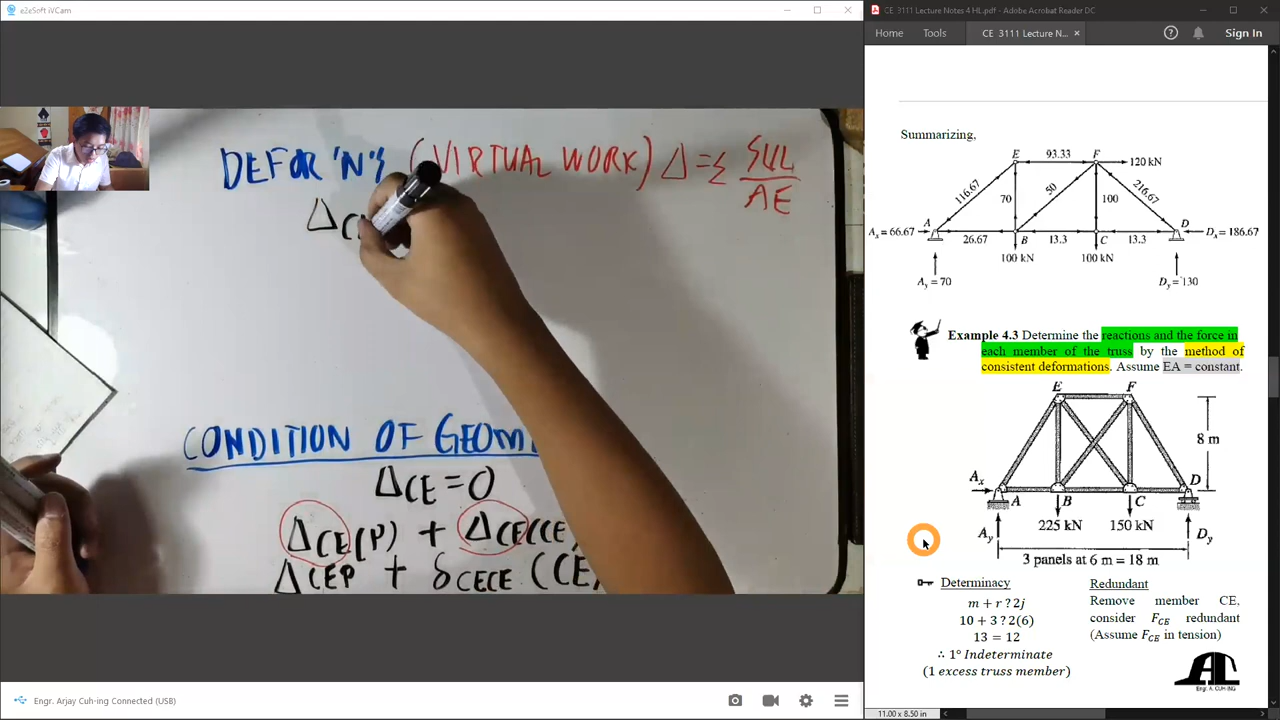 e2eSoft iVCam
DEFOR'N'S (VIRTUAL WORK) Δ = Σ SUL
AE
Δ
CONDITION OF GEOM
ΔCE = 0
ΔCE(P) + ΔCE(CE
ΔCEP + δCECE (CE)
Engr. Arjay Cuh-ing Connected (USB)
CE 3111 Lecture Notes 4 HL.pdf - Adobe Acrobat Reader DC
Home Tools CE 3111 Lecture N... × Sign In
Summarizing,
E 93.33 F 120 kN
116.67 70 50 100 216.67
A D
Ax = 66.67 Dx = 186.67
26.67 B 13.3 C 13.3
100 kN 100 kN
Ay = 70 Dy = 130
Example 4.3 Determine the reactions and the force in
each member of the truss by the method of
consistent deformations. Assume EA = constant.
E F
8 m
Ax A B C D
225 kN 150 kN
Ay Dy
3 panels at 6 m = 18 m
Determinacy
m + r ? 2j
10 + 3 ? 2(6)
13 = 12
∴ 1° Indeterminate
(1 excess truss member)
Redundant
Remove member CE,
consider FCE redundant
(Assume FCE in tension)
AC
Engr. A. CUH-ING
11.00 x 8.50 in